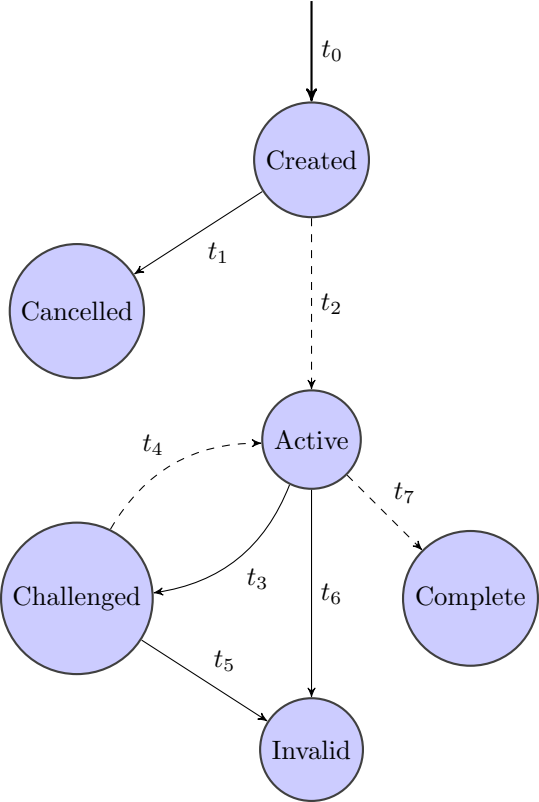 t₀
Created
t₁
t₂
Cancelled
Active
t₄
t₇
t₃
t₆
Challenged
Complete
t₅
Invalid